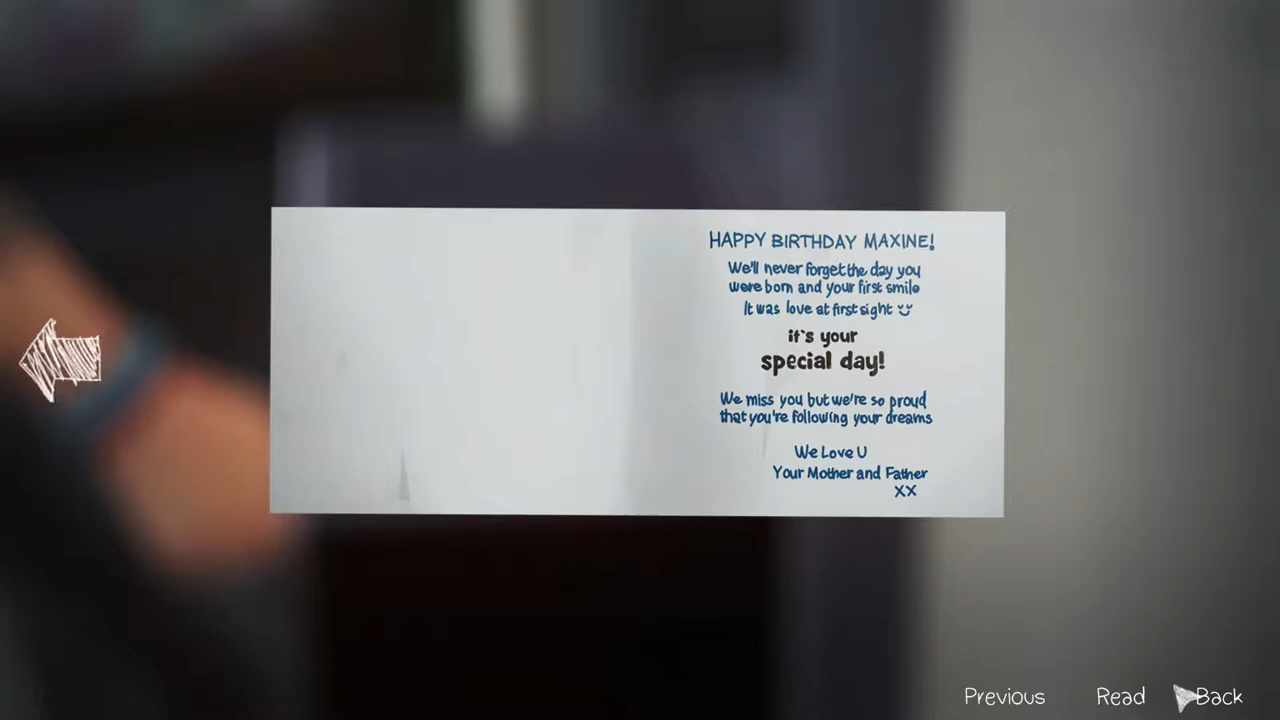 HAPPY BIRTHDAY MAXINE!
We'll never forget the day you
were born and your first smile
It was love at first sight
it's your
special day!
We miss you but we're so proud
that you're following your dreams
We Love U
Your Mother and Father
XX
Previous Read Back